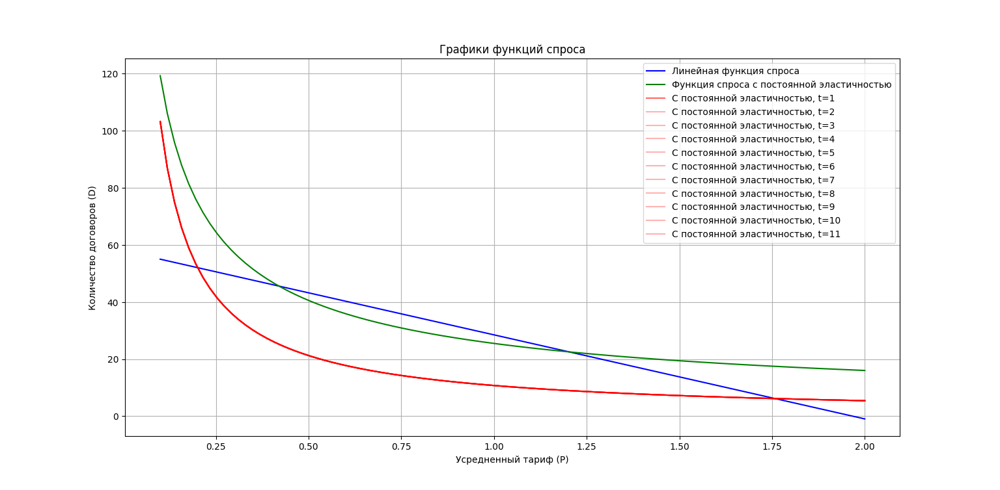 Графики функций спроса
Линейная функция спроса
Функция спроса с постоянной эластичностью
С постоянной эластичностью, t=1
С постоянной эластичностью, t=2
С постоянной эластичностью, t=3
С постоянной эластичностью, t=4
С постоянной эластичностью, t=5
С постоянной эластичностью, t=6
С постоянной эластичностью, t=7
С постоянной эластичностью, t=8
С постоянной эластичностью, t=9
С постоянной эластичностью, t=10
С постоянной эластичностью, t=11
Количество договоров (D)
120
100
80
60
40
20
0
0.25 0.50 0.75 1.00 1.25 1.50 1.75 2.00
Усредненный тариф (P)